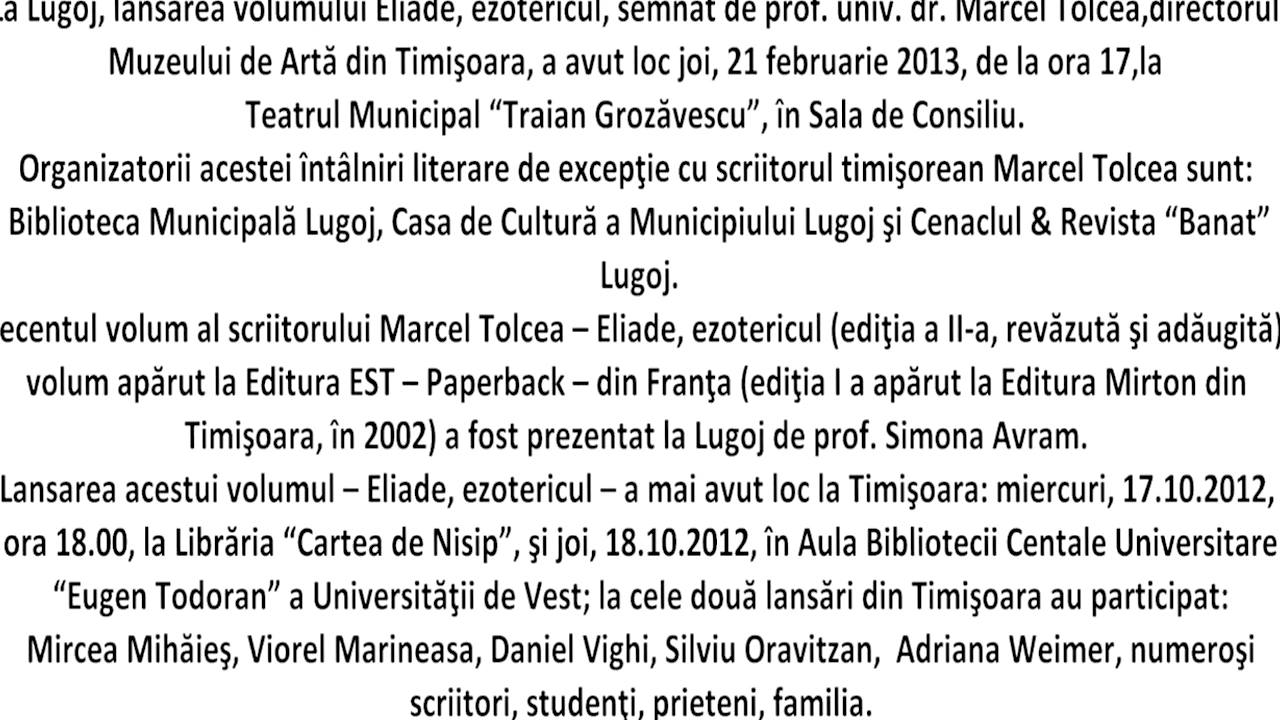 La Lugoj, lansarea volumului Eliade, ezotericul, semnat de prof. univ. dr. Marcel Tolcea,directorul
Muzeului de Artă din Timişoara, a avut loc joi, 21 februarie 2013, de la ora 17,la
Teatrul Municipal “Traian Grozăvescu”, în Sala de Consiliu.
Organizatorii acestei întâlniri literare de excepţie cu scriitorul timişorean Marcel Tolcea sunt:
Biblioteca Municipală Lugoj, Casa de Cultură a Municipiului Lugoj şi Cenaclul & Revista “Banat”
Lugoj.
ecentul volum al scriitorului Marcel Tolcea – Eliade, ezotericul (ediţia a II-a, revăzută şi adăugită)
volum apărut la Editura EST – Paperback – din Franţa (ediţia I a apărut la Editura Mirton din
Timişoara, în 2002) a fost prezentat la Lugoj de prof. Simona Avram.
Lansarea acestui volumul – Eliade, ezotericul – a mai avut loc la Timişoara: miercuri, 17.10.2012,
ora 18.00, la Librăria “Cartea de Nisip”, şi joi, 18.10.2012, în Aula Bibliotecii Centale Universitare
“Eugen Todoran” a Universităţii de Vest; la cele două lansări din Timişoara au participat:
Mircea Mihăieş, Viorel Marineasa, Daniel Vighi, Silviu Oravitzan,  Adriana Weimer, numeroşi
scriitori, studenţi, prieteni, familia.